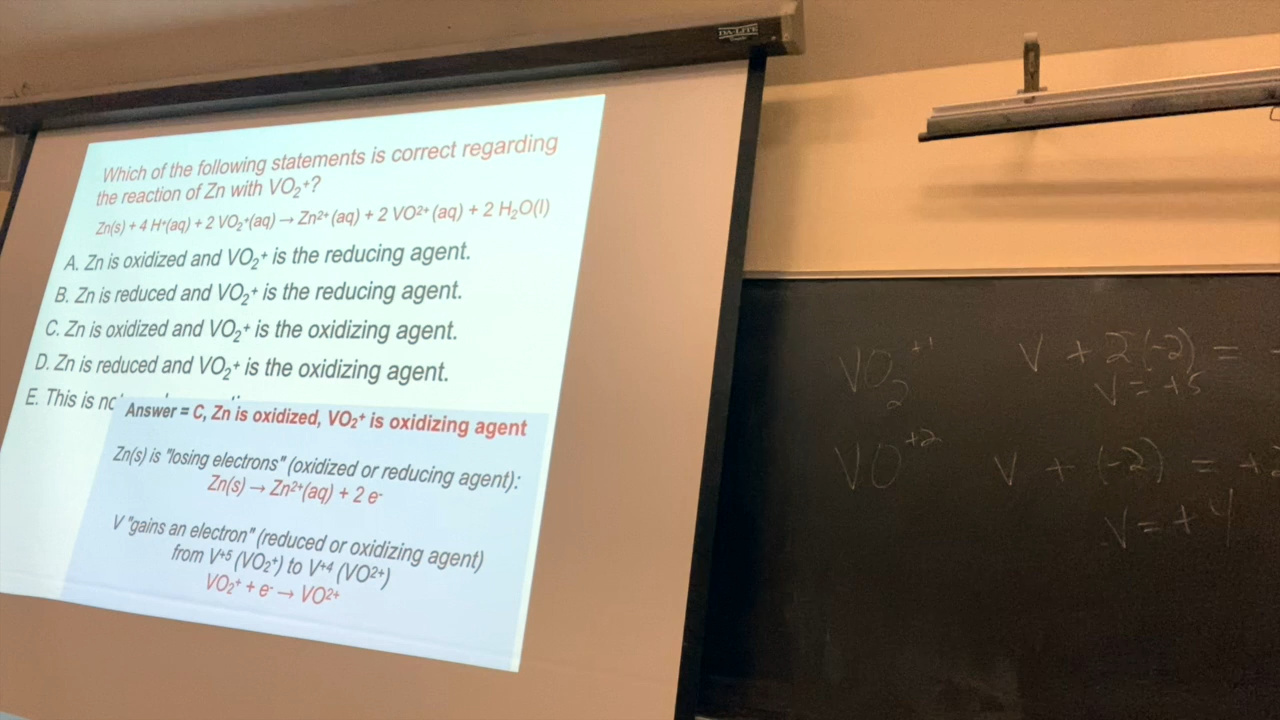 DA-LITE
Which of the following statements is correct regarding
the reaction of Zn with VO₂⁺?
Zn(s) + 4 H⁺(aq) + 2 VO₂⁺(aq) → Zn²⁺ (aq) + 2 VO²⁺ (aq) + 2 H₂O(l)
A. Zn is oxidized and VO₂⁺ is the reducing agent.
B. Zn is reduced and VO₂⁺ is the reducing agent.
C. Zn is oxidized and VO₂⁺ is the oxidizing agent.
D. Zn is reduced and VO₂⁺ is the oxidizing agent.
E. This is
Answer = C, Zn is oxidized, VO₂⁺ is oxidizing agent
Zn(s) is "losing electrons" (oxidized or reducing agent):
Zn(s) → Zn²⁺(aq) + 2 e⁻
V "gains an electron" (reduced or oxidizing agent)
from V⁺⁵ (VO₂⁺) to V⁺⁴ (VO²⁺)
VO₂⁺ + e⁻ → VO²⁺
VO₂⁺¹ V + 2(-2) =
V = +5
VO⁺² V + (-2) = +2
V = +4